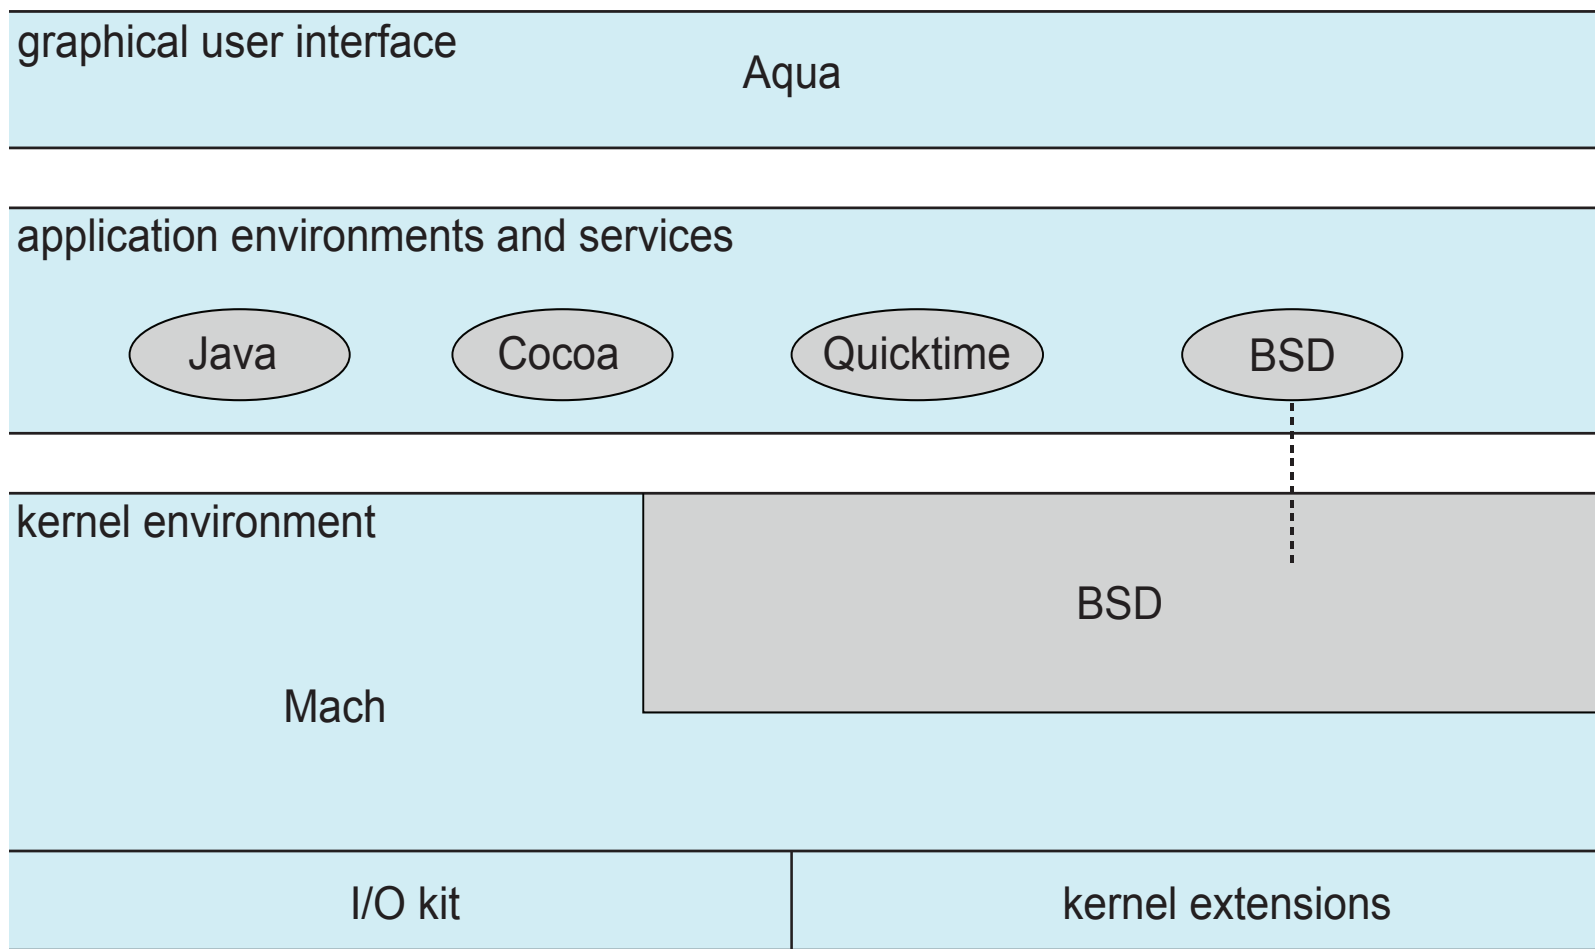 graphical user interface
Aqua
application environments and services
Java
Cocoa
Quicktime
BSD
kernel environment
BSD
Mach
I/O kit
kernel extensions